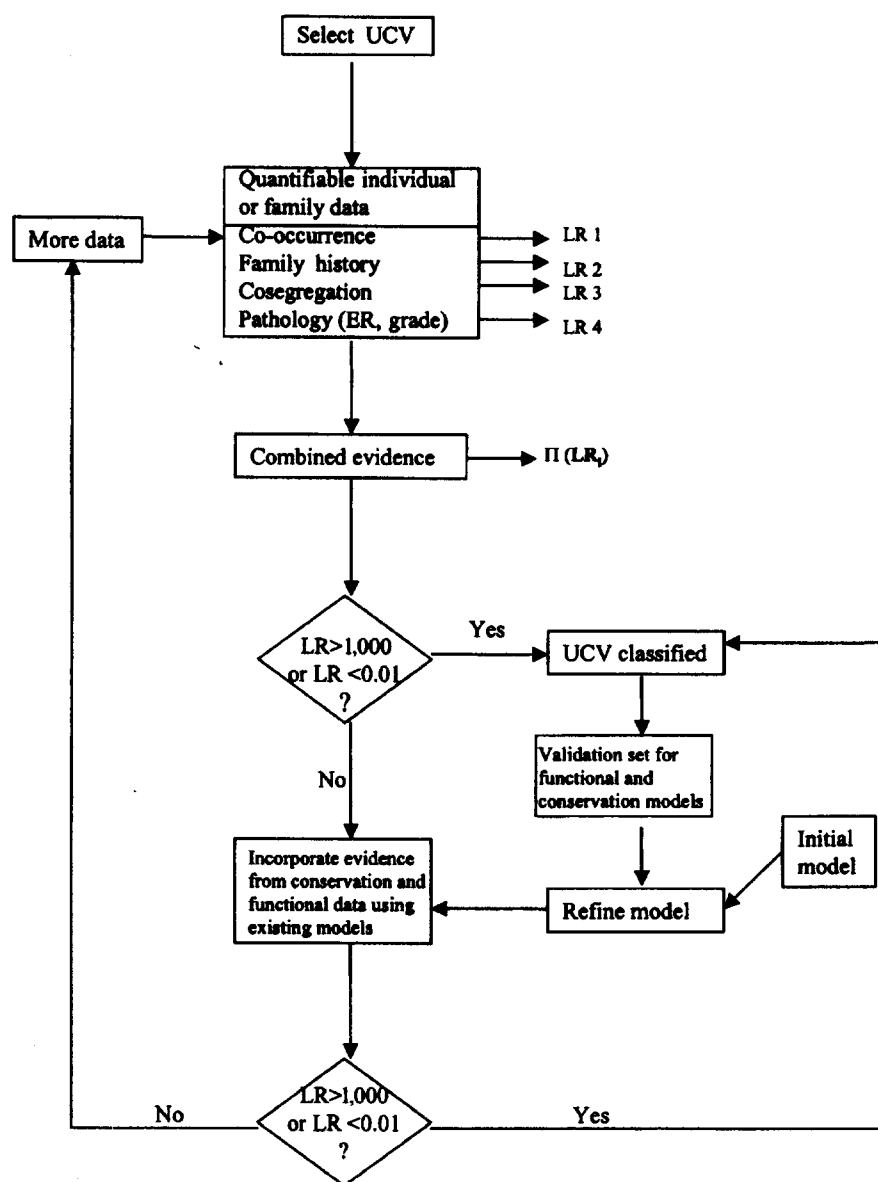 Select UCV
Quantifiable individual
or family data
More data
Co-occurrence
LR 1
Family history
LR 2
Cosegregation
LR 3
Pathology (ER, grade)
LR 4
Combined evidence
Π (LRi)
LR>1,000
or LR <0.01
?
Yes
UCV classified
No
Validation set for
functional and
conservation models
Initial
model
Incorporate evidence
from conservation and
functional data using
existing models
Refine model
LR>1,000
or LR <0.01
?
No
Yes